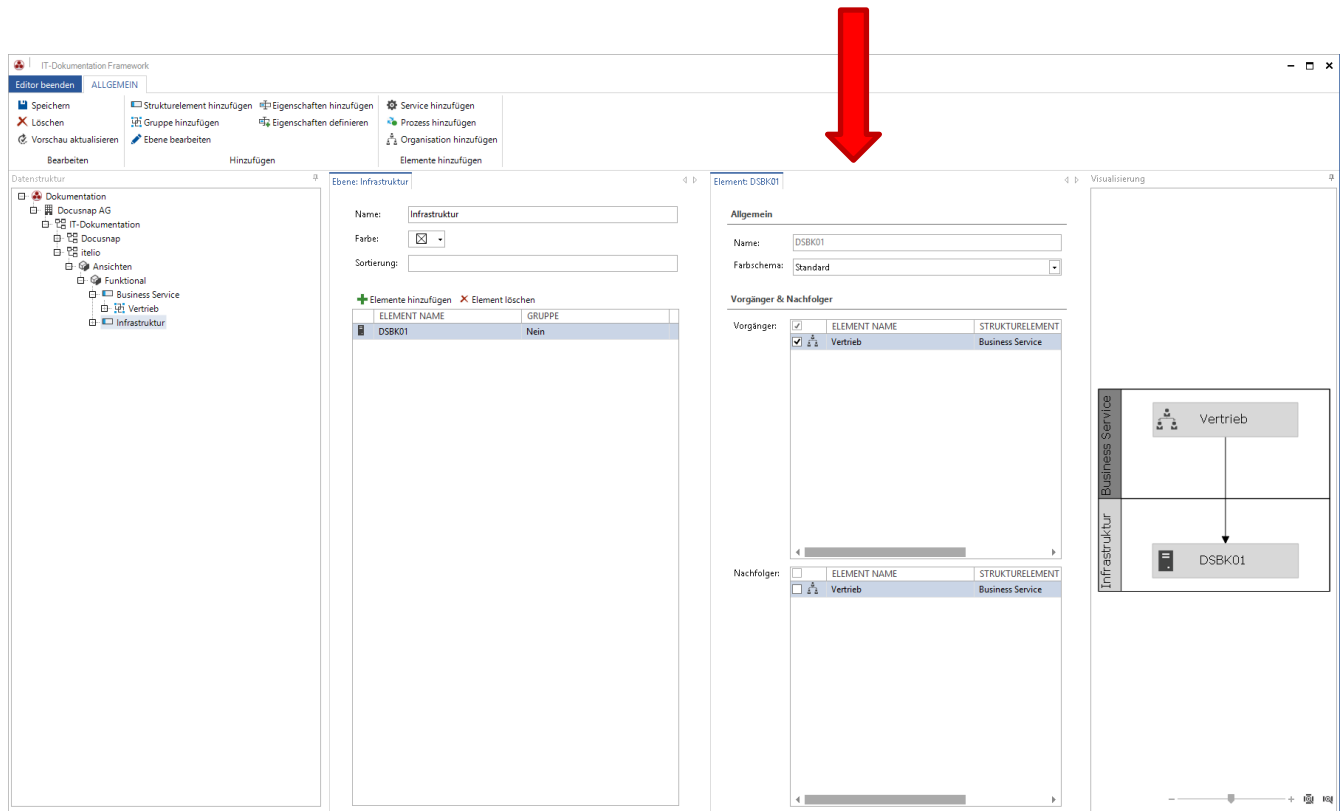 IT-Dokumentation Framework
Editor beenden ALLGEMEIN
Speichern
Löschen
Vorschau aktualisieren
Bearbeiten
Strukturelement hinzufügen Eigenschaften hinzufügen
Gruppe hinzufügen Eigenschaften definieren
Ebene bearbeiten
Hinzufügen
Service hinzufügen
Prozess hinzufügen
Organisation hinzufügen
Elemente hinzufügen
Datenstruktur
Dokumentation
Docusnap AG
IT-Dokumentation
Docusnap
itelio
Ansichten
Funktional
Business Service
Vertrieb
Infrastruktur
Ebene: Infrastruktur
Name: Infrastruktur
Farbe:
Sortierung:
Elemente hinzufügen Element löschen
ELEMENT NAME GRUPPE
DSBK01 Nein
Element: DSBK01
Allgemein
Name: DSBK01
Farbschema: Standard
Vorgänger & Nachfolger
Vorgänger: ELEMENT NAME STRUKTURELEMENT
Vertrieb Business Service
Nachfolger: ELEMENT NAME STRUKTURELEMENT
Vertrieb Business Service
Visualisierung
Business Service
Vertrieb
Infrastruktur
DSBK01